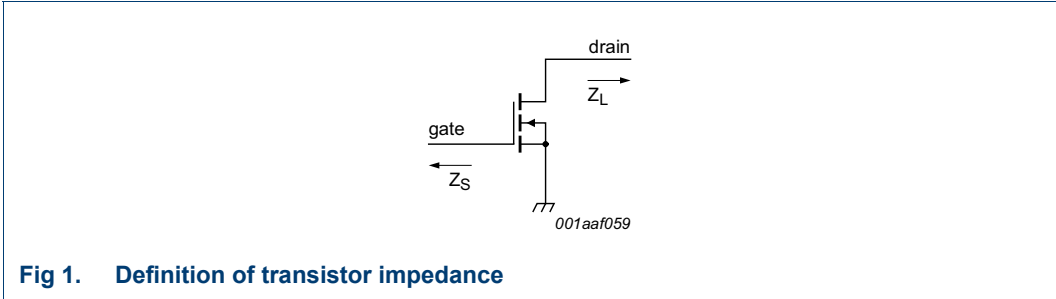 drain
Z_L
gate
Z_S
001aaf059
Fig 1. Definition of transistor impedance